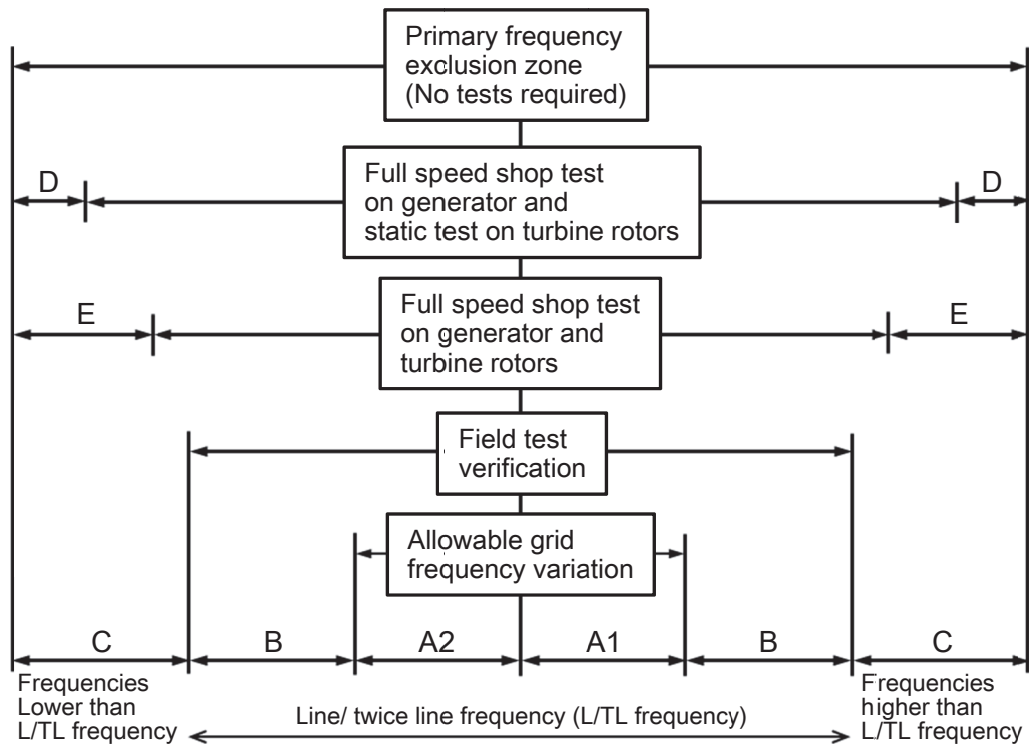 Primary frequency
exclusion zone
(No tests required)
D
Full speed shop test
on generator and
static test on turbine rotors
D
E
Full speed shop test
on generator and
turbine rotors
E
Field test
verification
Allowable grid
frequency variation
C
B
A2
A1
B
C
Frequencies
Lower than
L/TL frequency
Line/ twice line frequency (L/TL frequency)
Frequencies
higher than
L/TL frequency